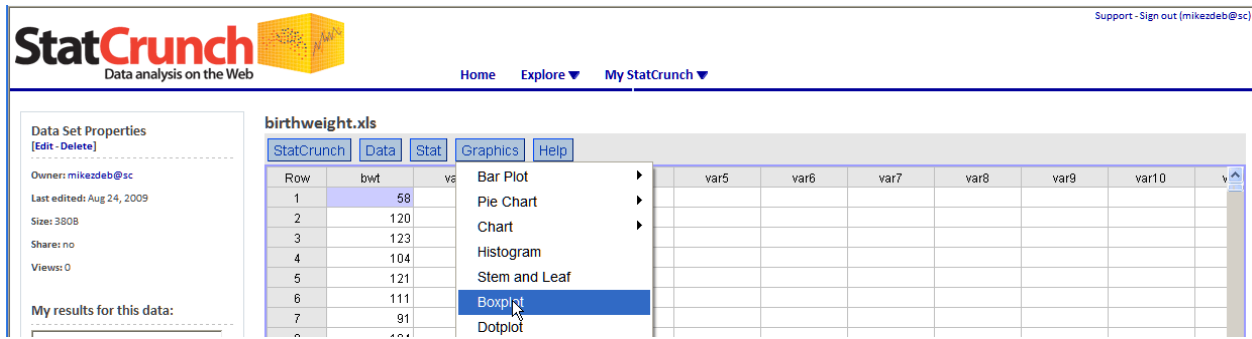 Support - Sign out (mikezdeb@sc)
StatCrunch
Data analysis on the Web
Home Explore My StatCrunch
Data Set Properties
[Edit - Delete]
Owner: mikezdeb@sc
Last edited: Aug 24, 2009
Size: 380B
Share: no
Views: 0
My results for this data:
birthweight.xls
StatCrunch Data Stat Graphics Help
Row bwt var5 var6 var7 var8 var9 var10
1 58
2 120
3 123
4 104
5 121
6 111
7 91
Bar Plot
Pie Chart
Chart
Histogram
Stem and Leaf
Boxplot
Dotplot